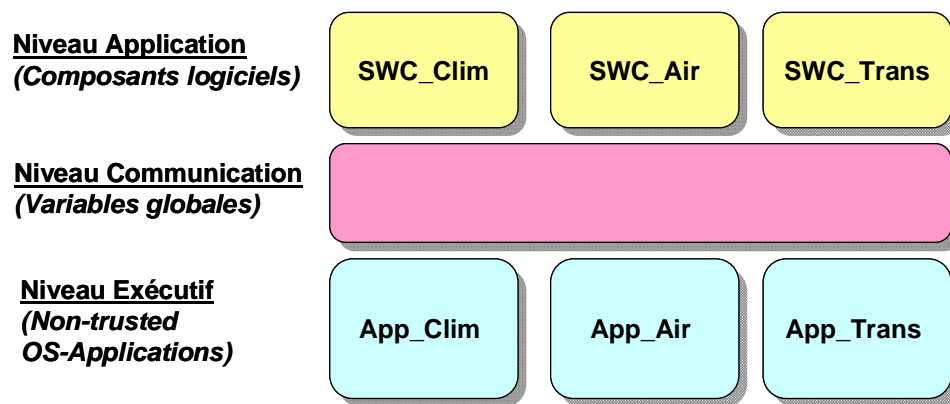 Niveau Application
(Composants logiciels)
SWC_Clim
SWC_Air
SWC_Trans
Niveau Communication
(Variables globales)
Niveau Exécutif
(Non-trusted
OS-Applications)
App_Clim
App_Air
App_Trans